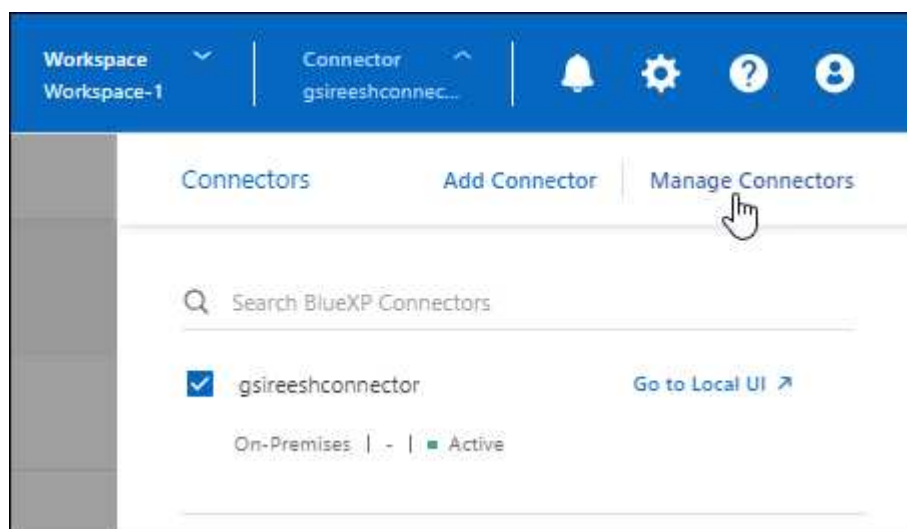 Workspace
Workspace-1
Connector
gsireeshconnec...
Connectors
Add Connector
Manage Connectors
Search BlueXP Connectors
gsireeshconnector
Go to Local UI ↗
On-Premises | - | ■ Active